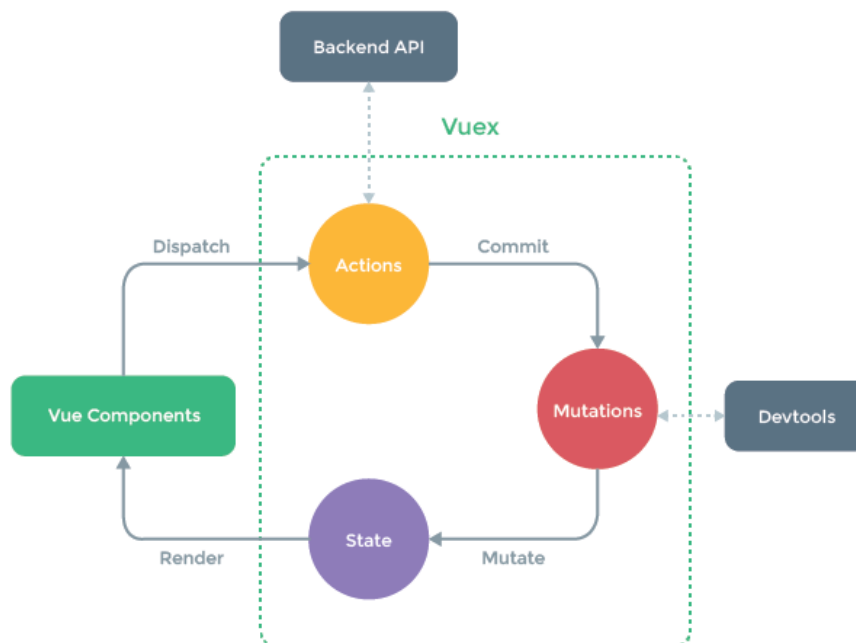 Backend API
Vuex
Dispatch
Commit
Actions
Vue Components
Mutations
Devtools
State
Render
Mutate